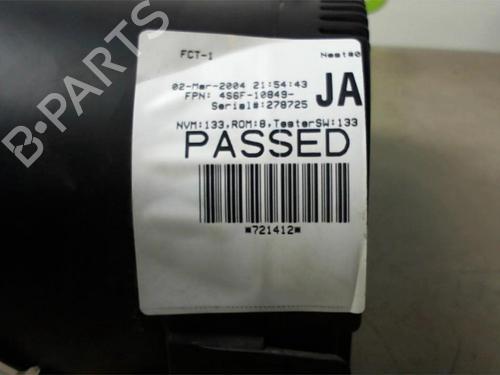 FCT-1 Nest#0
02-Mar-2004 21:54:43
FPN: 4S6F-10849- JA
Serial#:278725
NVM:133,ROM:8,TesterSW:133
PASSED
*721412*
B-PARTS